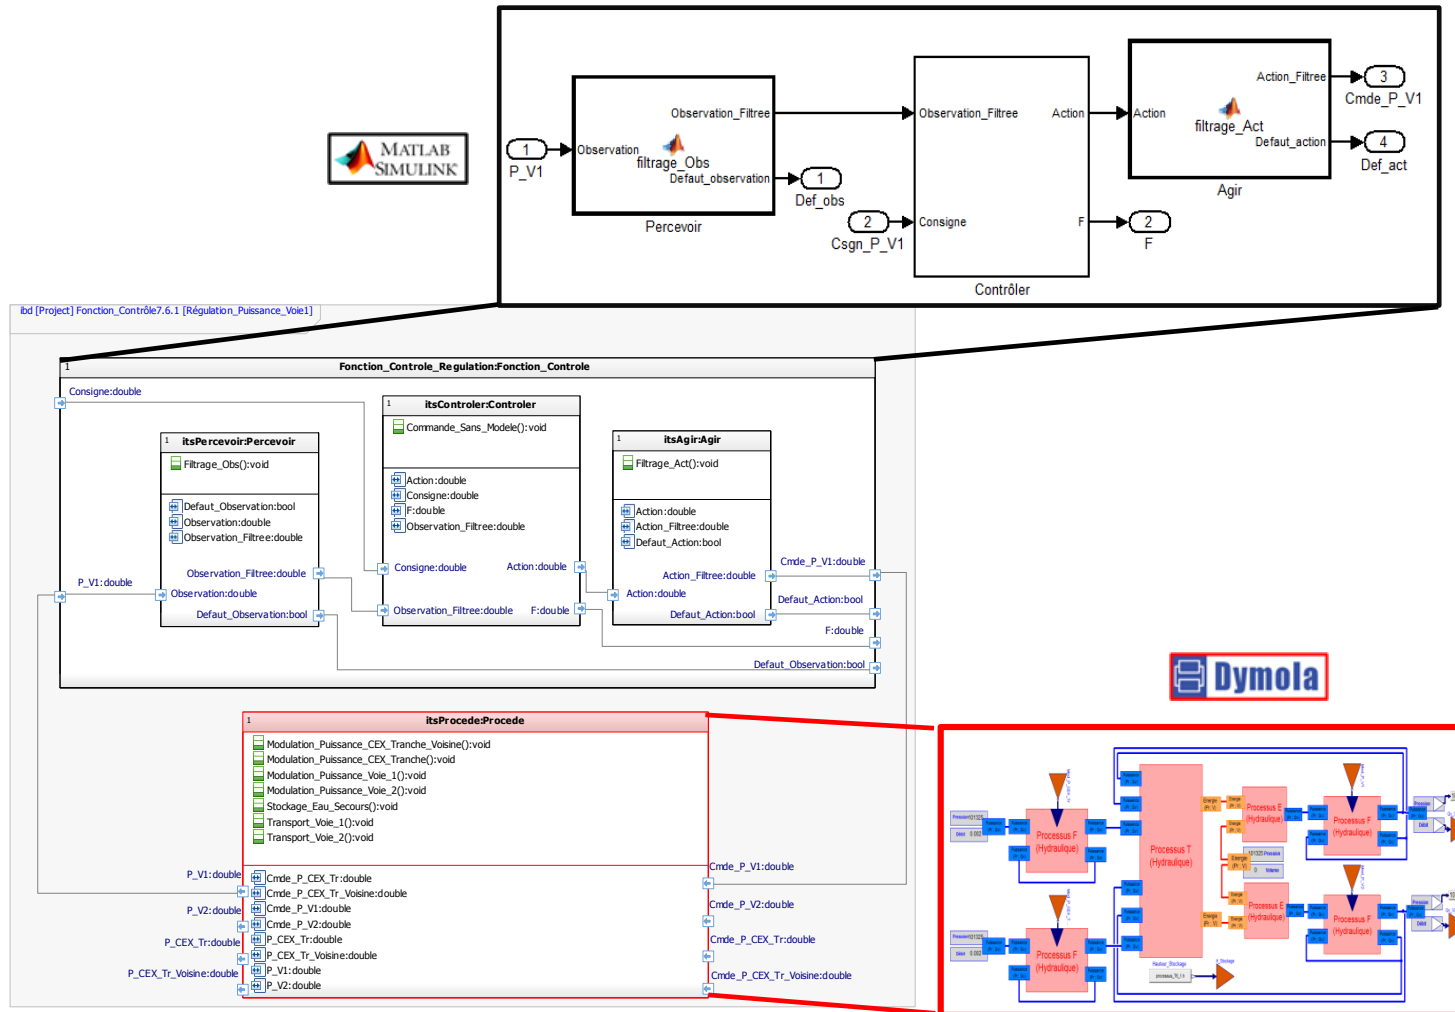 MATLAB
SIMULINK
1
P_V1
Observation
Observation_Filtree
filtrage_Obs
Defaut_observation
Percevoir
1
Def_obs
2
Csgn_P_V1
Observation_Filtree
Action
Consigne
F
Contrôler
2
F
Action
Action_Filtree
filtrage_Act
Defaut_action
Agir
3
Cmde_P_V1
4
Def_act
ibd [Project] Fonction_Contrôle7.6.1 [Régulation_Puissance_Voie1]
1
Fonction_Controle_Regulation:Fonction_Controle
Consigne:double
1
itsPercevoir:Percevoir
Filtrage_Obs():void
Defaut_Observation:bool
Observation:double
Observation_Filtree:double
P_V1:double
Observation_Filtree:double
Observation:double
Defaut_Observation:bool
1
itsControler:Controler
Commande_Sans_Modele():void
Action:double
Consigne:double
F:double
Observation_Filtree:double
Consigne:double
Action:double
Observation_Filtree:double
F:double
1
itsAgir:Agir
Filtrage_Act():void
Action:double
Action_Filtree:double
Defaut_Action:bool
Action_Filtree:double
Action:double
Defaut_Action:bool
Cmde_P_V1:double
Defaut_Action:bool
F:double
Defaut_Observation:bool
1
itsProcede:Procede
Modulation_Puissance_CEX_Tranche_Voisine():void
Modulation_Puissance_CEX_Tranche():void
Modulation_Puissance_Voie_1():void
Modulation_Puissance_Voie_2():void
Stockage_Eau_Secours():void
Transport_Voie_1():void
Transport_Voie_2():void
Cmde_P_CEX_Tr:double
Cmde_P_CEX_Tr_Voisine:double
Cmde_P_V1:double
Cmde_P_V2:double
P_CEX_Tr:double
P_CEX_Tr_Voisine:double
P_V1:double
P_V2:double
P_V1:double
P_V2:double
P_CEX_Tr:double
P_CEX_Tr_Voisine:double
Cmde_P_V1:double
Cmde_P_V2:double
Cmde_P_CEX_Tr:double
Cmde_P_CEX_Tr_Voisine:double
Dymola
Processus F
(Hydraulique)
Processus T
(Hydraulique)
Processus E
(Hydraulique)
Processus F
(Hydraulique)
Processus F
(Hydraulique)
Processus E
(Hydraulique)
Processus F
(Hydraulique)